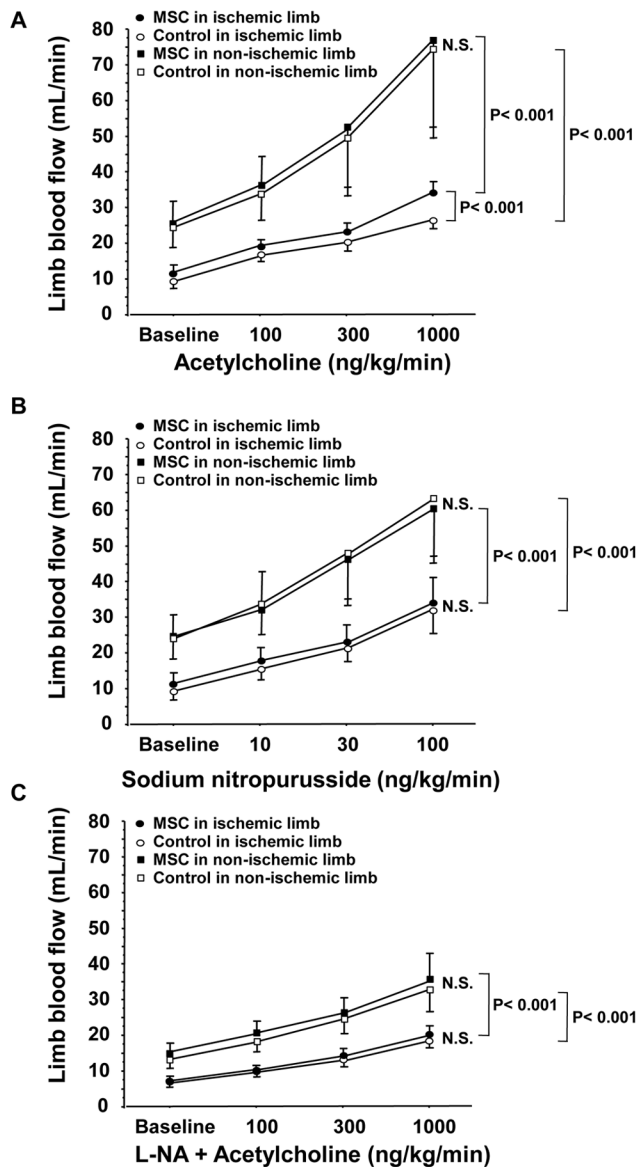 A
MSC in ischemic limb
Control in ischemic limb
MSC in non-ischemic limb
Control in non-ischemic limb
Limb blood flow (mL/min)
80
70
60
50
40
30
20
10
0
N.S.
P< 0.001
P< 0.001
P< 0.001
Baseline 100 300 1000
Acetylcholine (ng/kg/min)
B
MSC in ischemic limb
Control in ischemic limb
MSC in non-ischemic limb
Control in non-ischemic limb
Limb blood flow (mL/min)
80
70
60
50
40
30
20
10
0
N.S.
P< 0.001
P< 0.001
N.S.
Baseline 10 30 100
Sodium nitropurusside (ng/kg/min)
C
MSC in ischemic limb
Control in ischemic limb
MSC in non-ischemic limb
Control in non-ischemic limb
Limb blood flow (mL/min)
80
70
60
50
40
30
20
10
0
N.S.
P< 0.001
P< 0.001
N.S.
Baseline 100 300 1000
L-NA + Acetylcholine (ng/kg/min)